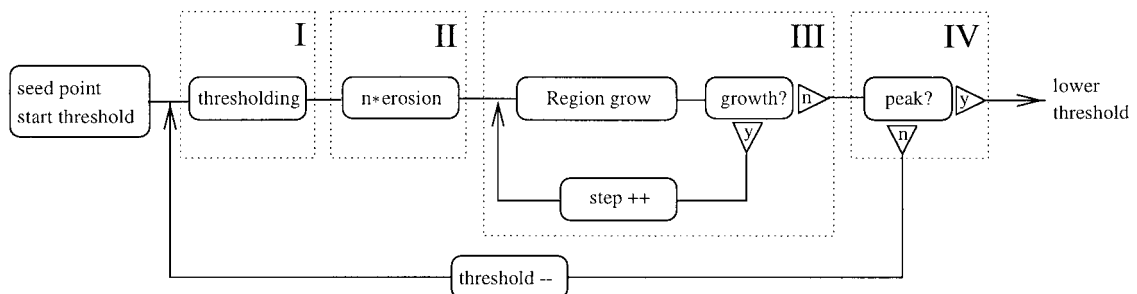 I
II
III
IV
seed point
start threshold
thresholding
n*erosion
Region grow
growth?
n
y
peak?
y
n
lower
threshold
step ++
threshold --